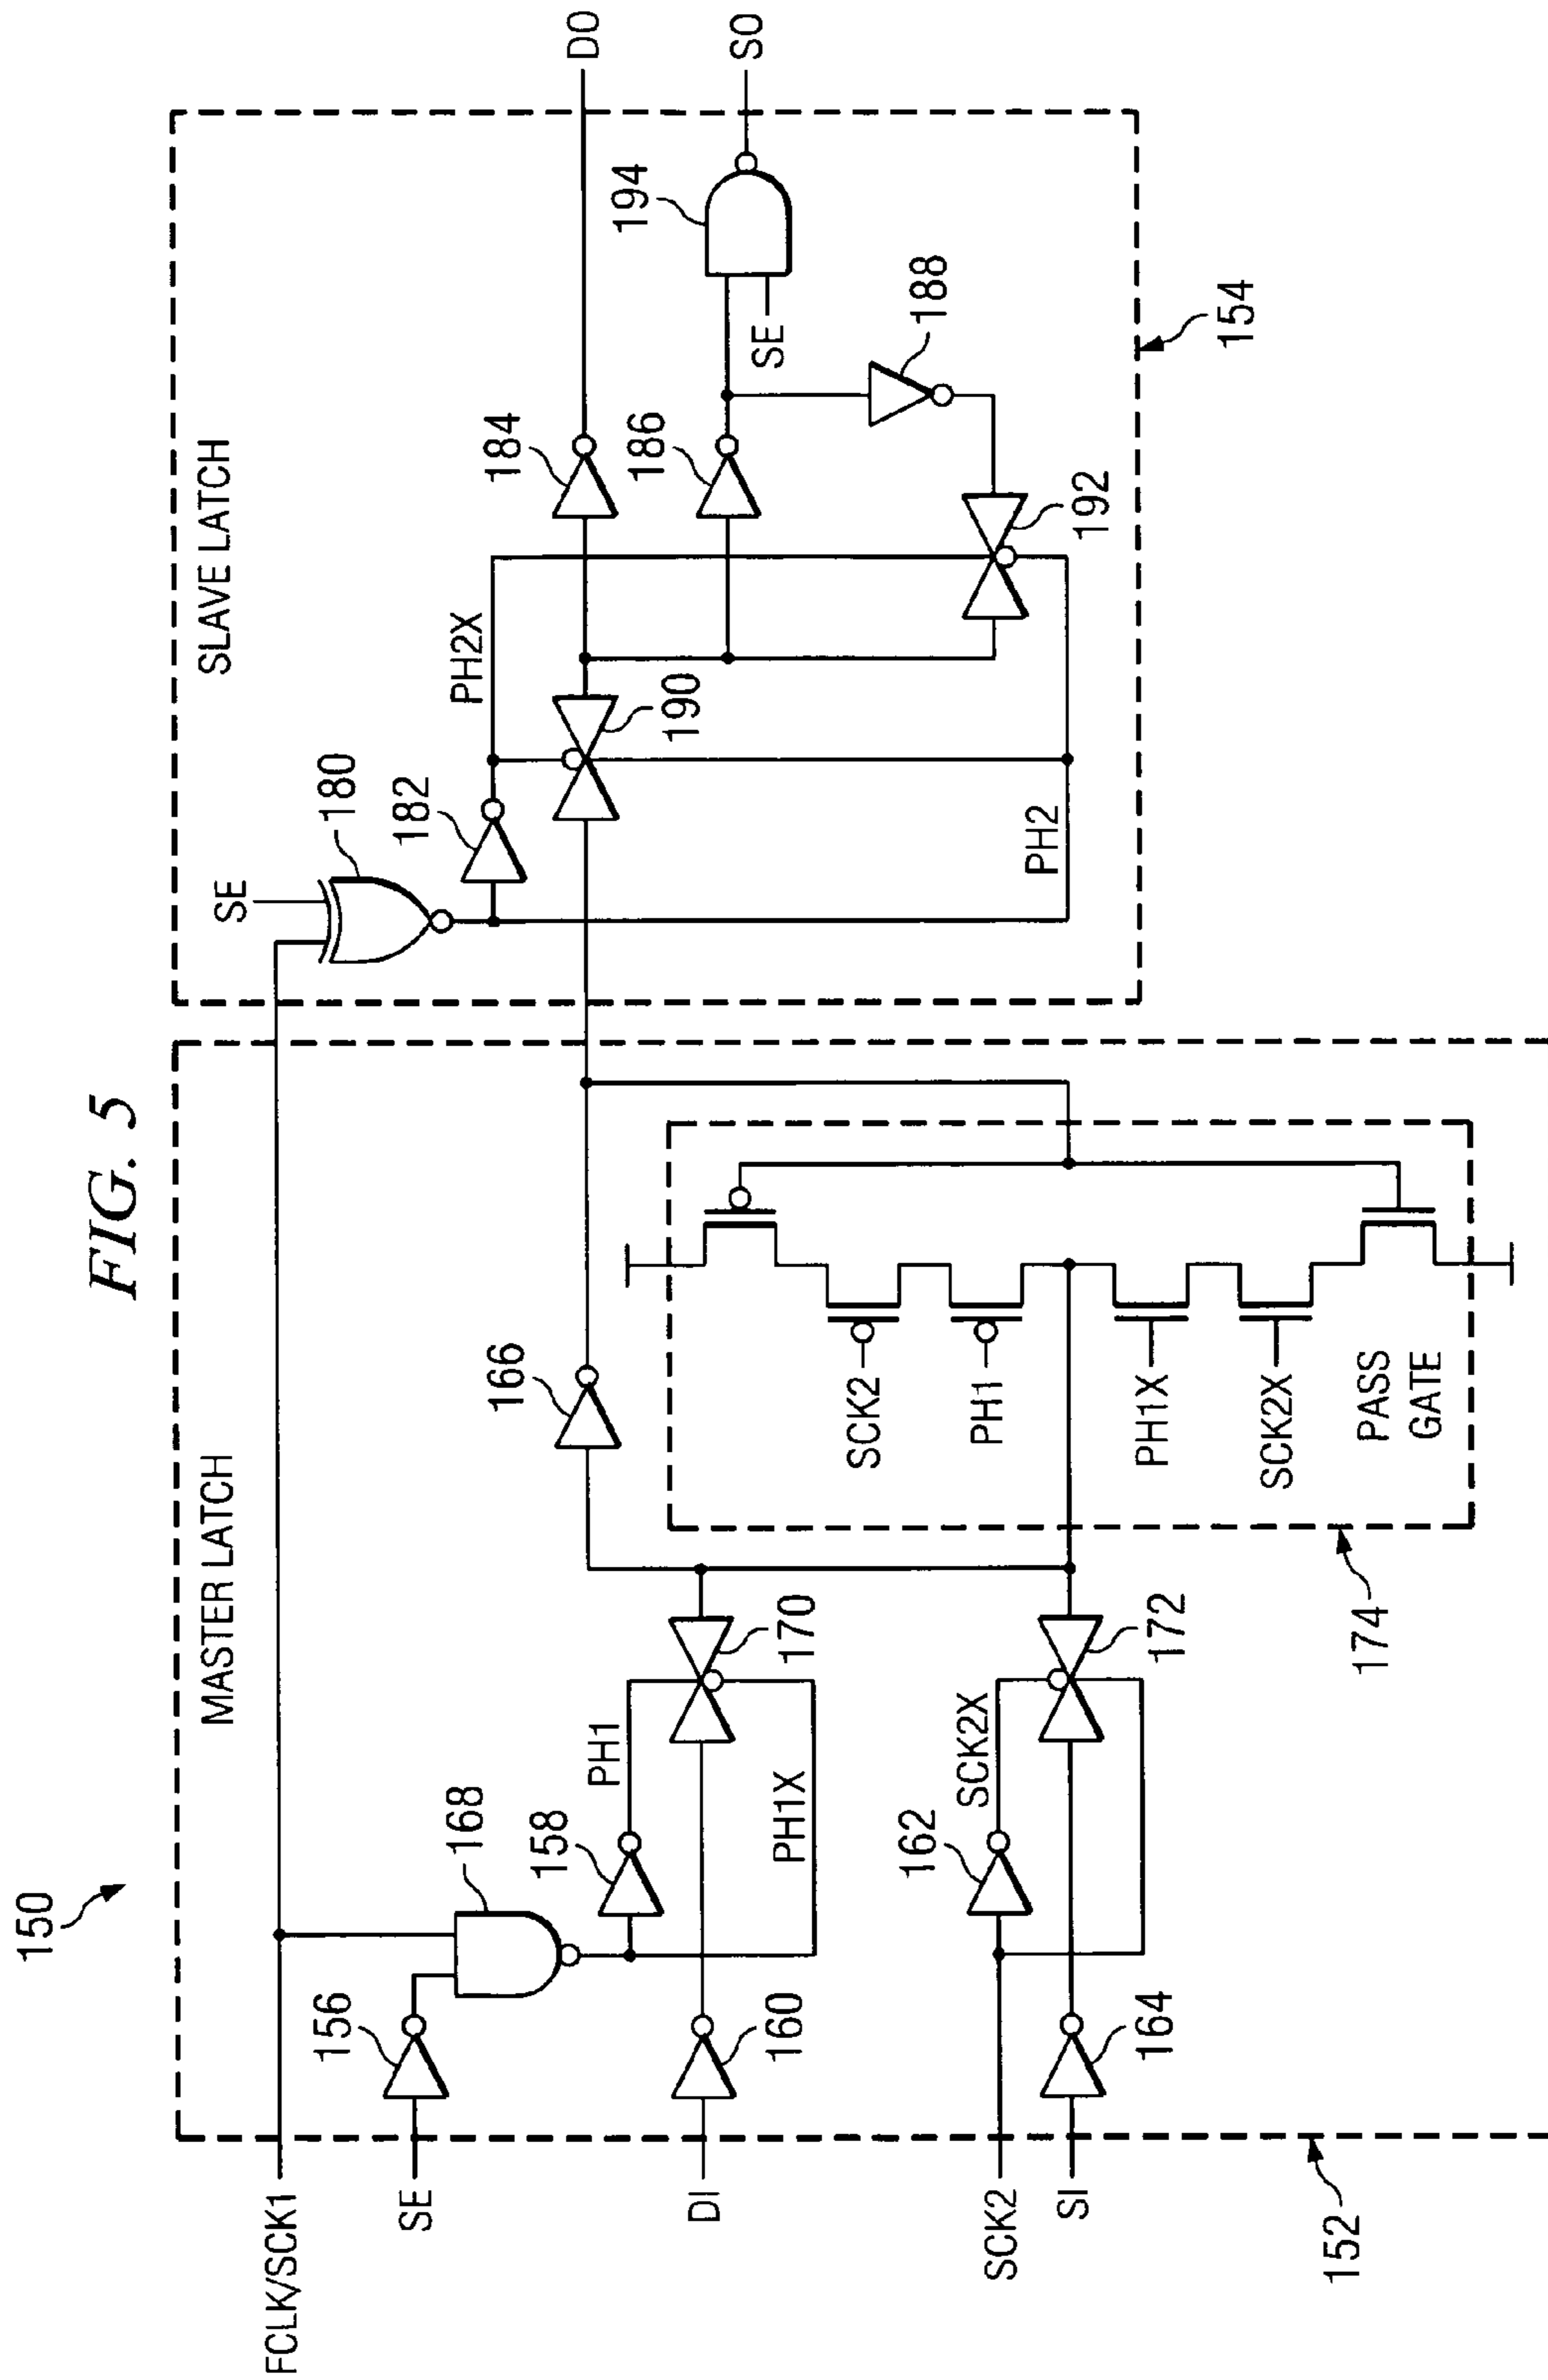 FIG. 5
150
MASTER LATCH
SLAVE LATCH
FCLK/SCK1
SE
156
168
158
PH1
DI
160
PH1X
170
166
SCK2
162
SCK2X
SI
164
172
SCK2
PH1
PH1X
SCK2X
PASS
GATE
174
152
SE
180
182
PH2X
190
PH2
184
DO
186
192
188
SE
194
SO
154